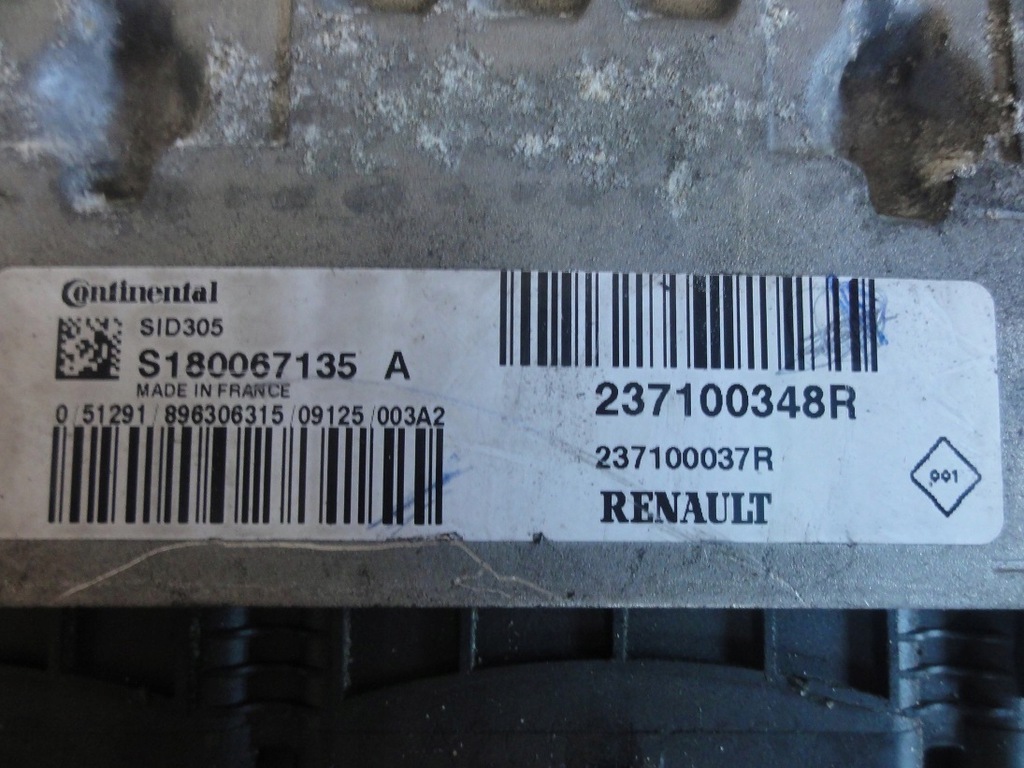 Continental
SID305
S180067135 A
MADE IN FRANCE
0 / 51291 / 896306315 / 09125 / 003A2
237100348R
237100037R
RENAULT
001